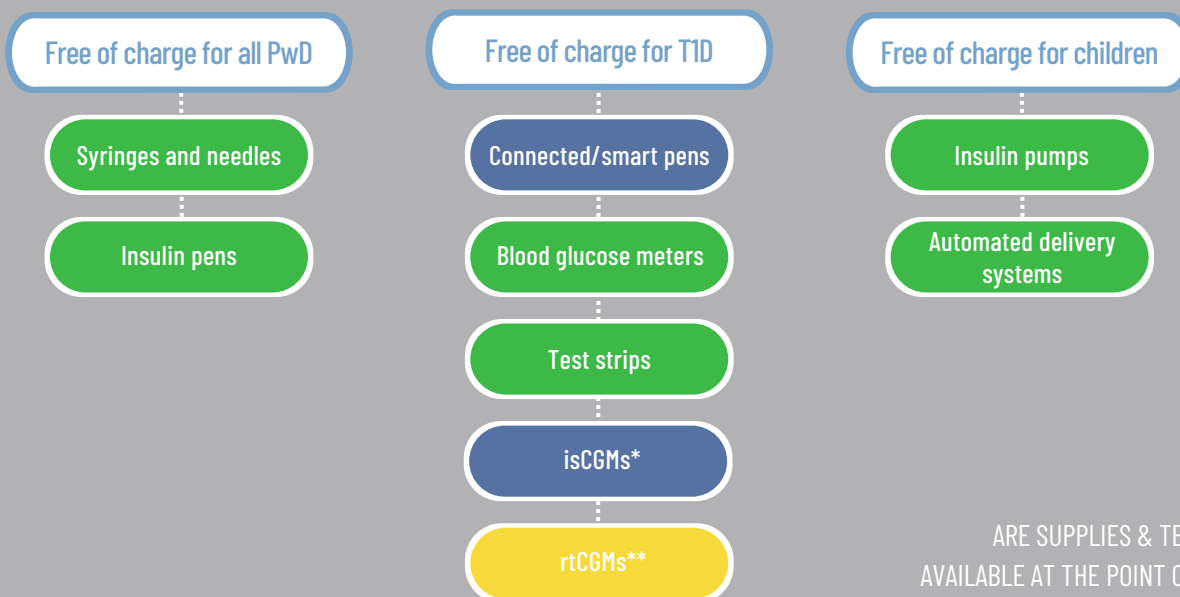 Free of charge for all PwD
Syringes and needles
Insulin pens
Free of charge for T1D
Connected/smart pens
Blood glucose meters
Test strips
isCGMs*
rtCGMs**
Free of charge for children
Insulin pumps
Automated delivery
systems
ARE SUPPLIES &
AVAILABLE AT THE POINT